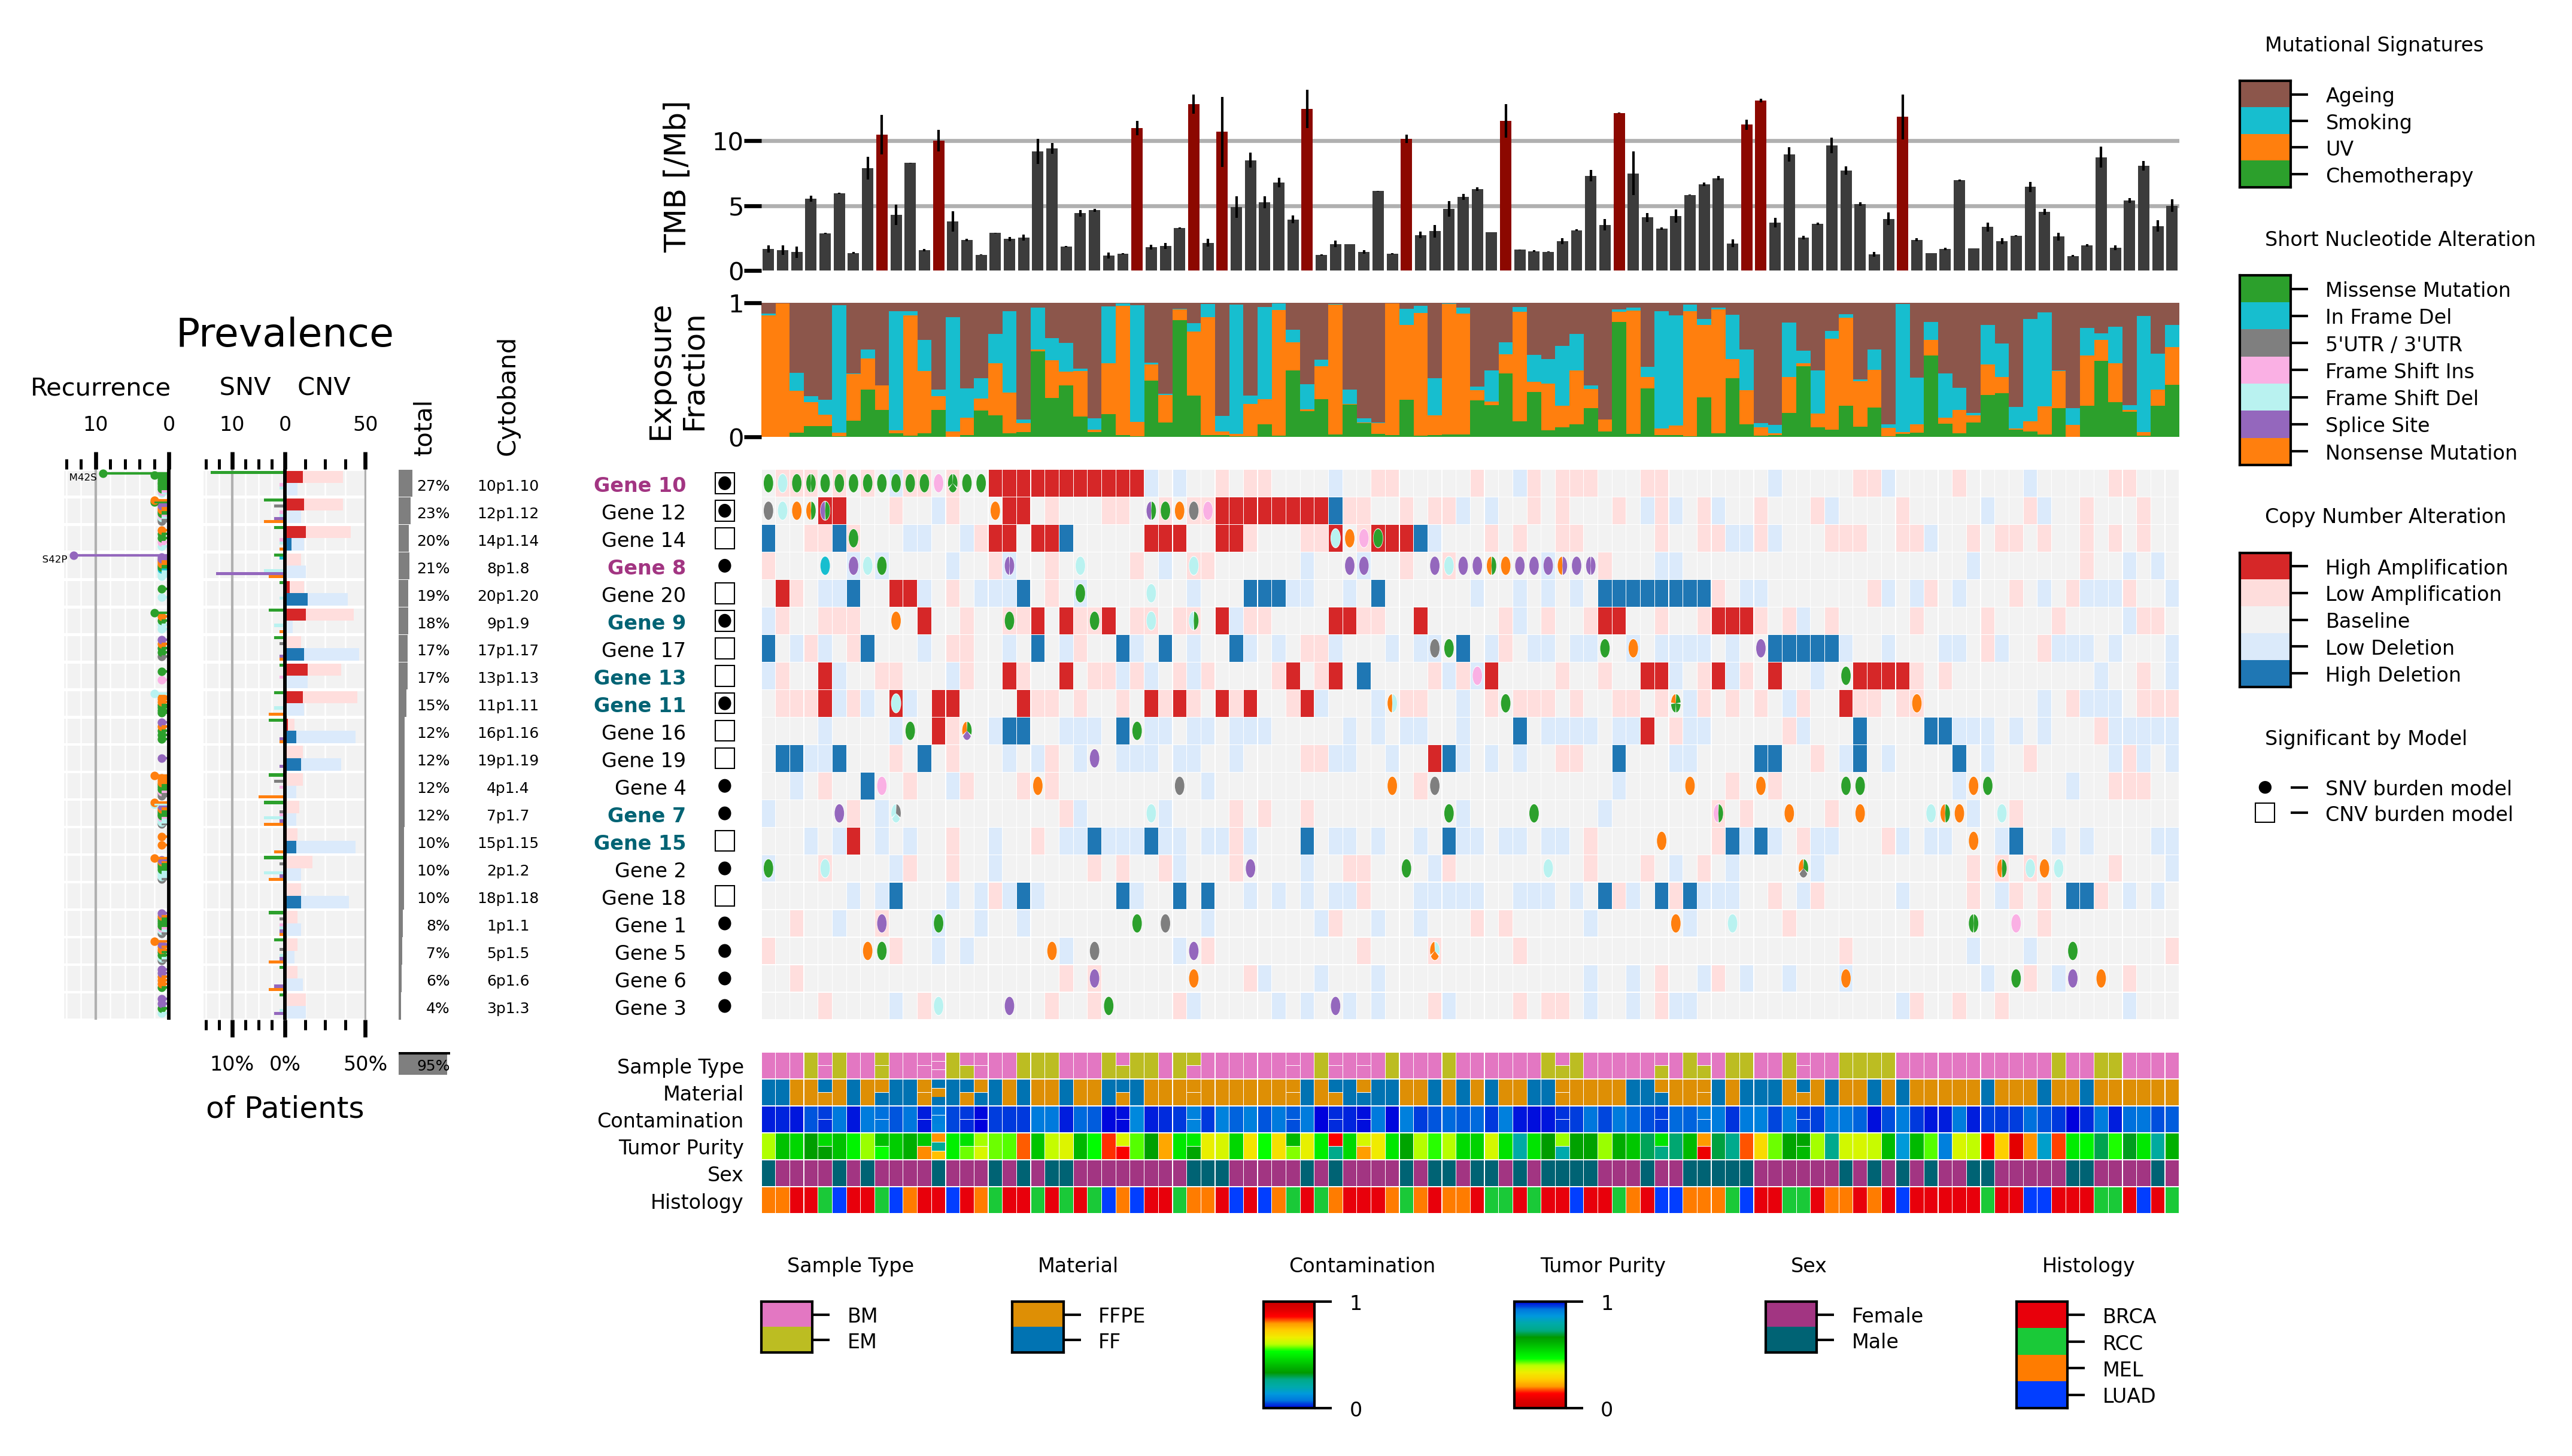 Mutational Signatures
Ageing
Smoking
UV
Chemotherapy
Short Nucleotide Alteration
Missense Mutation
In Frame Del
5'UTR / 3'UTR
Frame Shift Ins
Frame Shift Del
Splice Site
Nonsense Mutation
Copy Number Alteration
High Amplification
Low Amplification
Baseline
Low Deletion
High Deletion
Significant by Model
SNV burden model
CNV burden model
TMB [/Mb]
10
5
0
Exposure
Fraction
1
0
Prevalence
Recurrence
SNV
CNV
total
Cytoband
10
0
10
0
50
M42S
S42P
27% 10p1.10 Gene 10
23% 12p1.12 Gene 12
20% 14p1.14 Gene 14
21% 8p1.8 Gene 8
19% 20p1.20 Gene 20
18% 9p1.9 Gene 9
17% 17p1.17 Gene 17
17% 13p1.13 Gene 13
15% 11p1.11 Gene 11
12% 16p1.16 Gene 16
12% 19p1.19 Gene 19
12% 4p1.4 Gene 4
12% 7p1.7 Gene 7
10% 15p1.15 Gene 15
10% 2p1.2 Gene 2
10% 18p1.18 Gene 18
8% 1p1.1 Gene 1
7% 5p1.5 Gene 5
6% 6p1.6 Gene 6
4% 3p1.3 Gene 3
10% 0% 50%
95%
of Patients
Sample Type
Material
Contamination
Tumor Purity
Sex
Histology
Sample Type
BM
EM
Material
FFPE
FF
Contamination
1
0
Tumor Purity
1
0
Sex
Female
Male
Histology
BRCA
RCC
MEL
LUAD